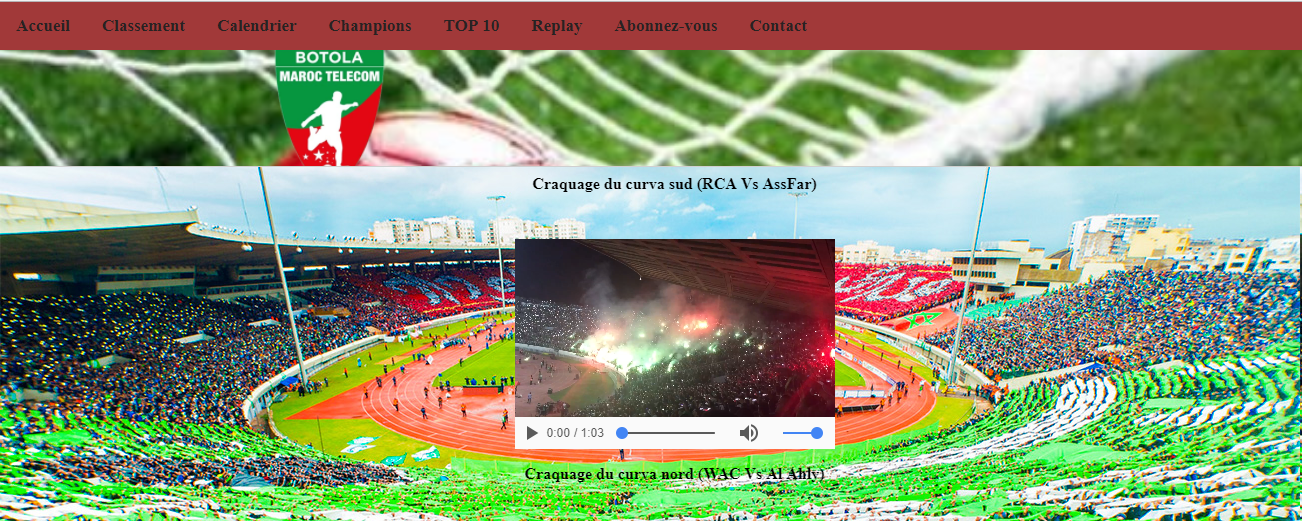 Accueil Classement Calendrier Champions TOP 10 Replay Abonnez-vous Contact
BOTOLA
MAROC TELECOM
Craquage du curva sud (RCA Vs AssFar)
0:00 / 1:03
Craquage du curva nord (WAC Vs Al Ahly)